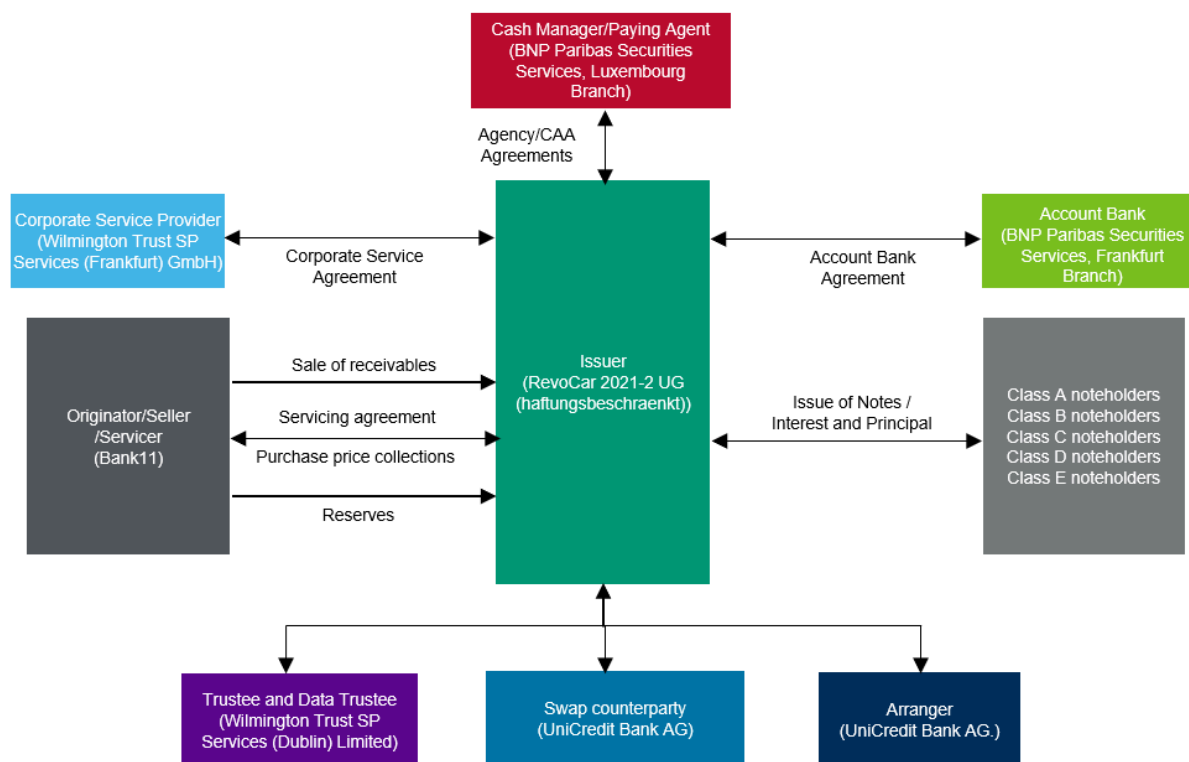 Cash Manager/Paying Agent
(BNP Paribas Securities
Services, Luxembourg
Branch)
Agency/CAA
Agreements
Corporate Service Provider
(Wilmington Trust SP
Services (Frankfurt) GmbH)
Corporate Service
Agreement
Account Bank
Agreement
Account Bank
(BNP Paribas Securities
Services, Frankfurt
Branch)
Originator/Seller
/Servicer
(Bank11)
Sale of receivables
Servicing agreement
Purchase price collections
Reserves
Issuer
(RevoCar 2021-2 UG
(haftungsbeschraenkt))
Issue of Notes /
Interest and Principal
Class A noteholders
Class B noteholders
Class C noteholders
Class D noteholders
Class E noteholders
Trustee and Data Trustee
(Wilmington Trust SP
Services (Dublin) Limited)
Swap counterparty
(UniCredit Bank AG)
Arranger
(UniCredit Bank AG.)